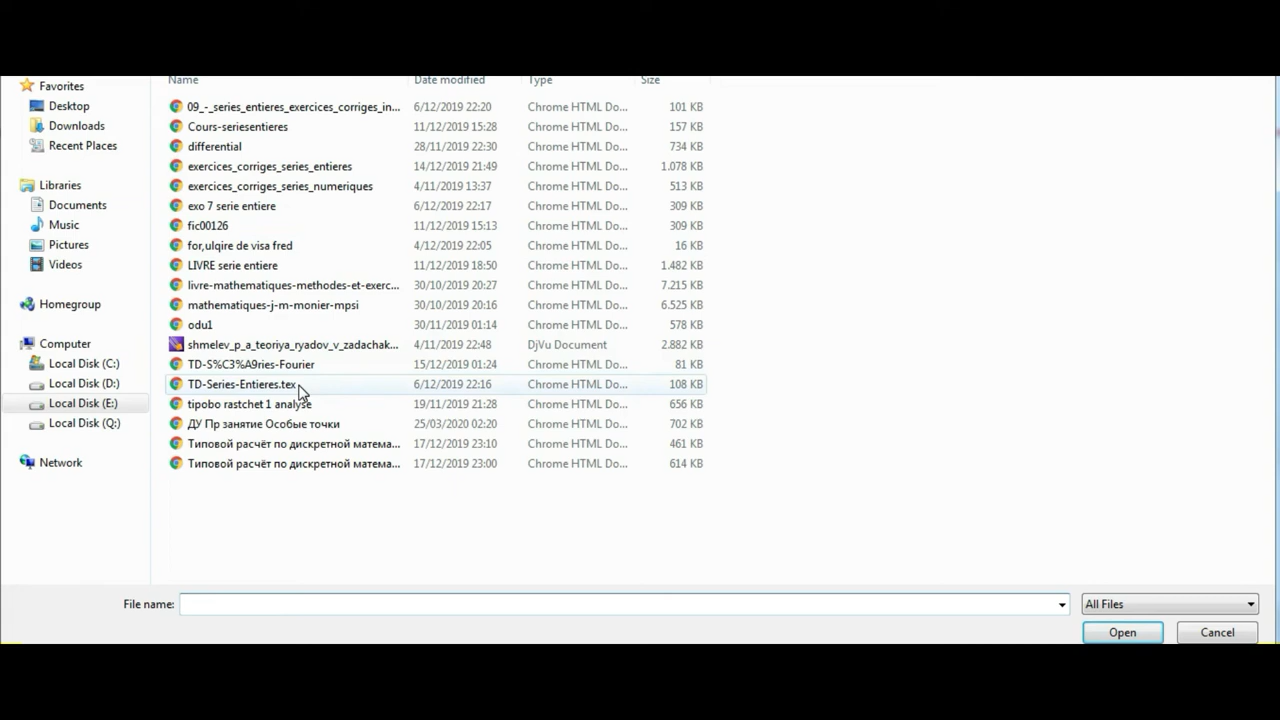 Name Date modified Type Size
Favorites
Desktop
Downloads
Recent Places
Libraries
Documents
Music
Pictures
Videos
Homegroup
Computer
Local Disk (C:)
Local Disk (D:)
Local Disk (E:)
Local Disk (Q:)
Network
09_-_series_entieres_exercices_corriges_in... 6/12/2019 22:20 Chrome HTML Do... 101 KB
Cours-seriesentieres 11/12/2019 15:28 Chrome HTML Do... 157 KB
differential 28/11/2019 22:30 Chrome HTML Do... 734 KB
exercices_corriges_series_entieres 14/12/2019 21:49 Chrome HTML Do... 1.078 KB
exercices_corriges_series_numeriques 4/11/2019 13:37 Chrome HTML Do... 513 KB
exo 7 serie entiere 6/12/2019 22:17 Chrome HTML Do... 309 KB
fic00126 11/12/2019 15:13 Chrome HTML Do... 309 KB
for,ulqire de visa fred 4/12/2019 22:05 Chrome HTML Do... 16 KB
LIVRE serie entiere 11/12/2019 18:50 Chrome HTML Do... 1.482 KB
livre-mathematiques-methodes-et-exerc... 30/10/2019 20:27 Chrome HTML Do... 7.215 KB
mathematiques-j-m-monier-mpsi 30/10/2019 20:16 Chrome HTML Do... 6.525 KB
odu1 30/11/2019 01:14 Chrome HTML Do... 578 KB
shmelev_p_a_teoriya_ryadov_v_zadachak... 4/11/2019 22:48 DjVu Document 2.882 KB
TD-S%C3%A9ries-Fourier 15/12/2019 01:24 Chrome HTML Do... 81 KB
TD-Series-Entieres.tex 6/12/2019 22:16 Chrome HTML Do... 108 KB
tipobo rastchet 1 analyse 19/11/2019 21:28 Chrome HTML Do... 656 KB
ДУ Пр занятие Особые точки 25/03/2020 02:20 Chrome HTML Do... 702 KB
Типовой расчёт по дискретной матема... 17/12/2019 23:10 Chrome HTML Do... 461 KB
Типовой расчёт по дискретной матема... 17/12/2019 23:00 Chrome HTML Do... 614 KB
File name: All Files
Open Cancel